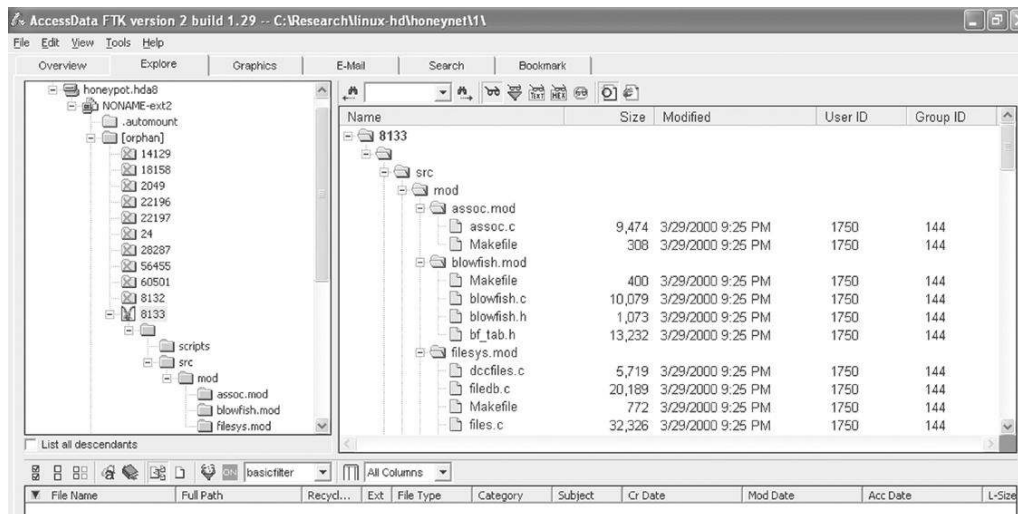 AccessData FTK version 2 build 1.29 -- C:\Research\linux-hd\honeynet\1\
File Edit View Tools Help
Overview Explore Graphics E-Mail Search Bookmark
honeypot.hda8
NONAME-ext2
.automount
[orphan]
14129
18158
2049
22196
22197
24
28287
56455
60501
8132
8133
scripts
src
mod
assoc.mod
blowfish.mod
filesys.mod
List all descendants
Name Size Modified User ID Group ID
8133
src
mod
assoc.mod
assoc.c 9,474 3/29/2000 9:25 PM 1750 144
Makefile 308 3/29/2000 9:25 PM 1750 144
blowfish.mod
Makefile 400 3/29/2000 9:25 PM 1750 144
blowfish.c 10,079 3/29/2000 9:25 PM 1750 144
blowfish.h 1,073 3/29/2000 9:25 PM 1750 144
bf_tab.h 13,232 3/29/2000 9:25 PM 1750 144
filesys.mod
dccfiles.c 5,719 3/29/2000 9:25 PM 1750 144
filedb.c 20,189 3/29/2000 9:25 PM 1750 144
Makefile 772 3/29/2000 9:25 PM 1750 144
files.c 32,326 3/29/2000 9:25 PM 1750 144
ON basicfilter All Columns
File Name Full Path Recycl... Ext File Type Category Subject Cr Date Mod Date Acc Date L-Size